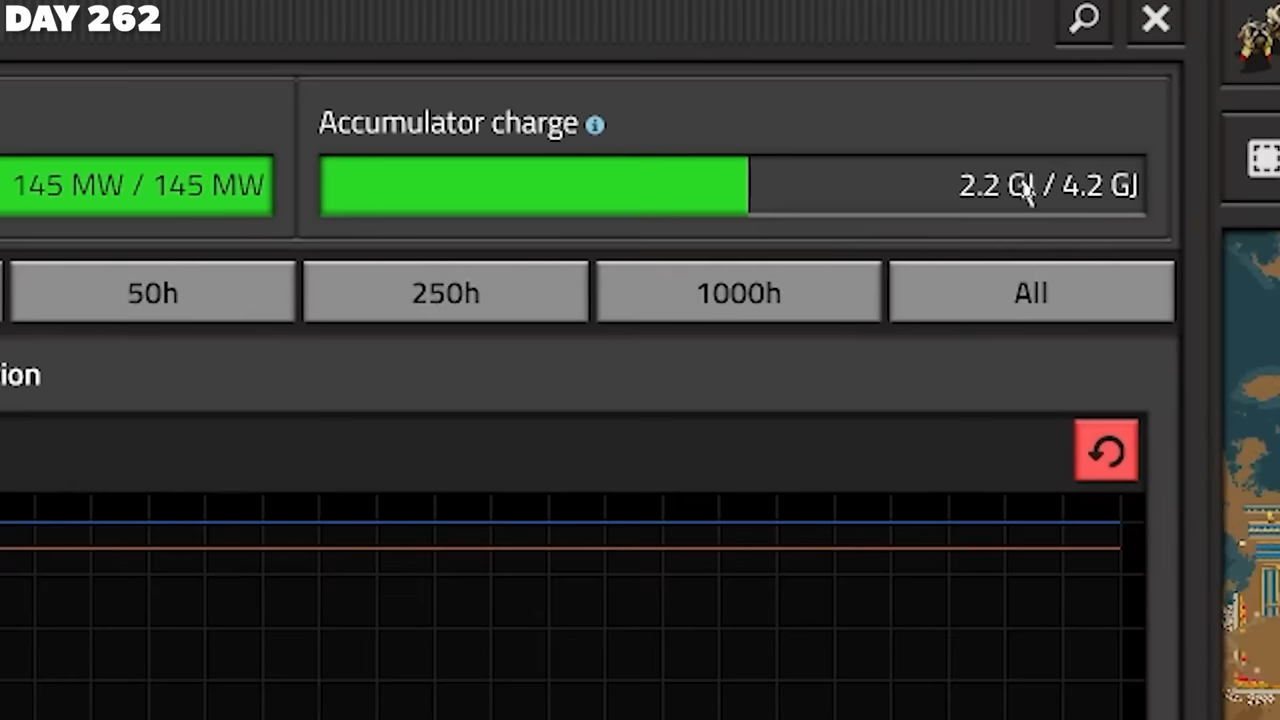 DAY 262
Accumulator charge
145 MW / 145 MW
2.2 GJ / 4.2 GJ
50h
250h
1000h
All
ion